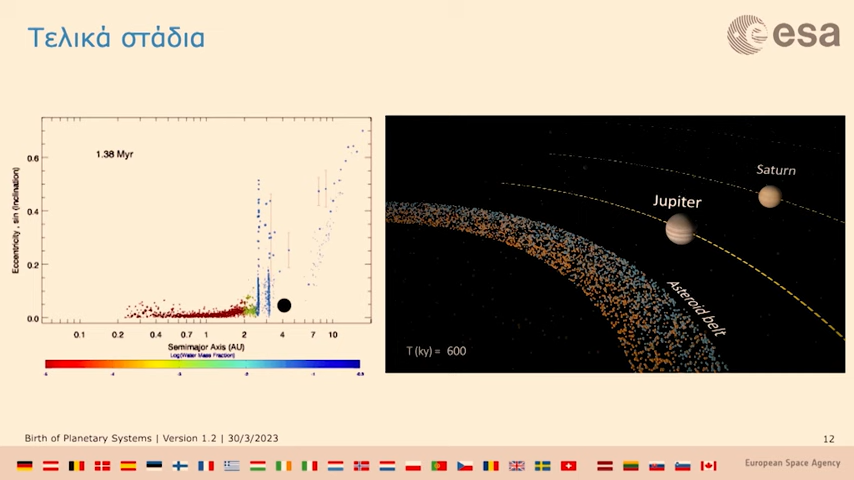 Τελικά στάδια
esa
1.38 Myr
Eccentricity , sin (Inclination)
0.6
0.4
0.2
0.0
0.1 0.2 0.4 0.7 1 2 4 7 10
Semimajor Axis (AU)
Log(Water Mass Fraction)
Saturn
Jupiter
Asteroid belt
T (ky) = 600
Birth of Planetary Systems | Version 1.2 | 30/3/2023
12
European Space Agency